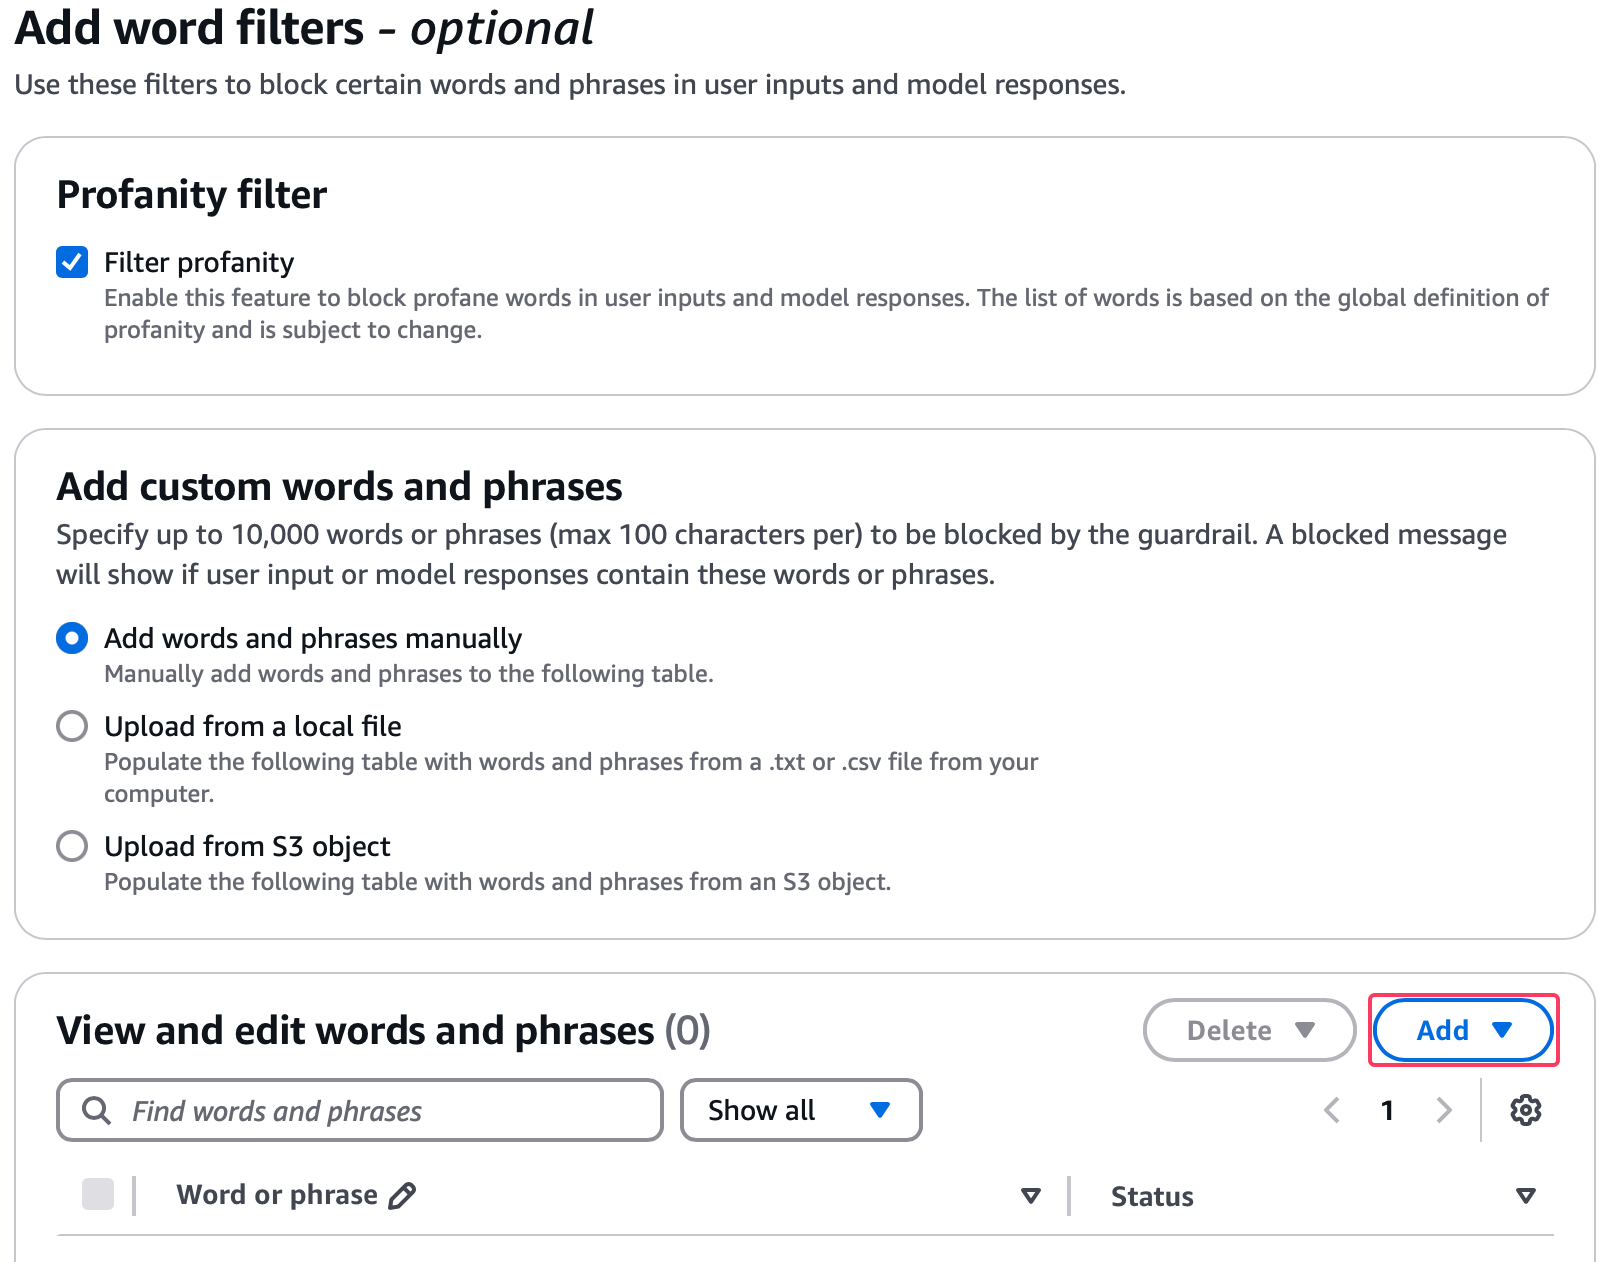 Add word filters - optional
Use these filters to block certain words and phrases in user inputs and model responses.
Profanity filter
Filter profanity
Enable this feature to block profane words in user inputs and model responses. The list of words is based on the global definition of
profanity and is subject to change.
Add custom words and phrases
Specify up to 10,000 words or phrases (max 100 characters per) to be blocked by the guardrail. A blocked message
will show if user input or model responses contain these words or phrases.
Add words and phrases manually
Manually add words and phrases to the following table.
Upload from a local file
Populate the following table with words and phrases from a .txt or .csv file from your
computer.
Upload from S3 object
Populate the following table with words and phrases from an S3 object.
View and edit words and phrases (0)
Delete
Add
Find words and phrases
Show all
1
Word or phrase
Status